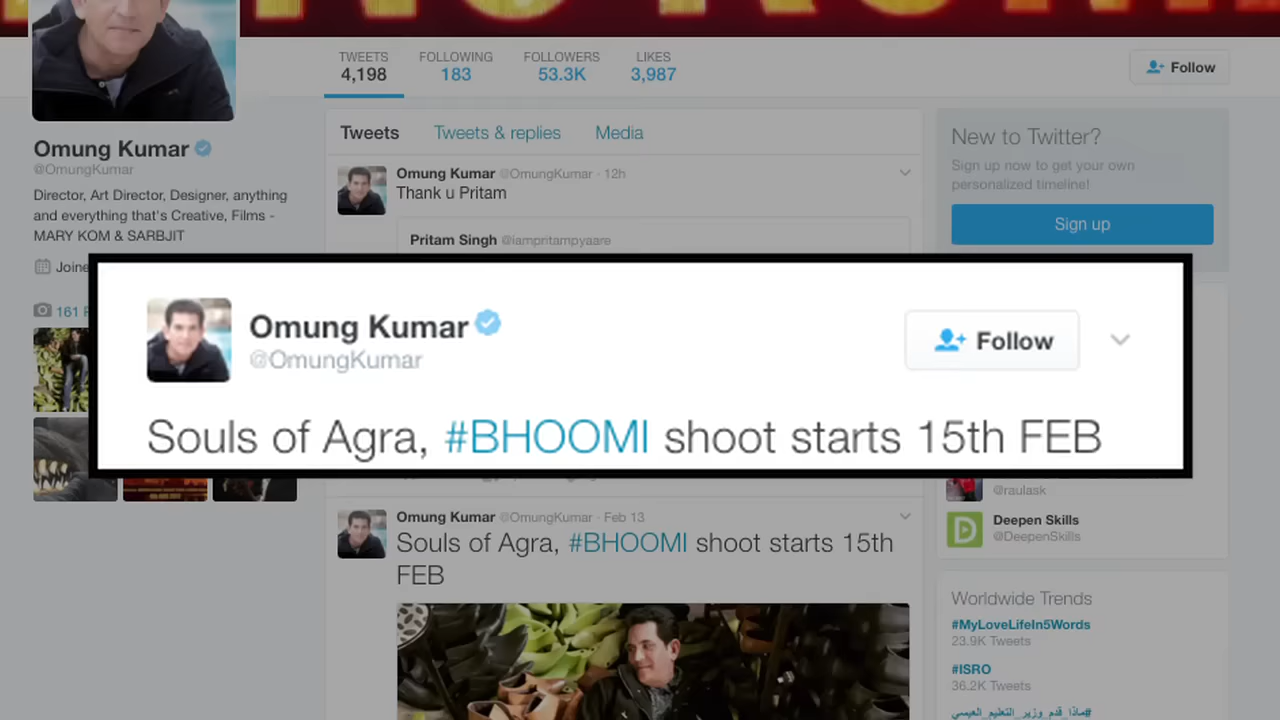 TWEETS FOLLOWING FOLLOWERS LIKES
4,198 183 53.3K 3,987
Follow
Omung Kumar
@OmungKumar
Director, Art Director, Designer, anything
and everything that's Creative, Films -
MARY KOM & SARBJIT
Joine
161
Tweets Tweets & replies Media
Omung Kumar @OmungKumar · 12h
Thank u Pritam
Pritam Singh @iampritampyaare
New to Twitter?
Sign up now to get your own
personalized timeline!
Sign up
Omung Kumar
@OmungKumar
Follow
Souls of Agra, #BHOOMI shoot starts 15th FEB
Omung Kumar @OmungKumar · Feb 13
Souls of Agra, #BHOOMI shoot starts 15th
FEB
@raulask
Deepen Skills
@DeepenSkills
Worldwide Trends
#MyLoveLifeIn5Words
23.9K Tweets
#ISRO
36.2K Tweets